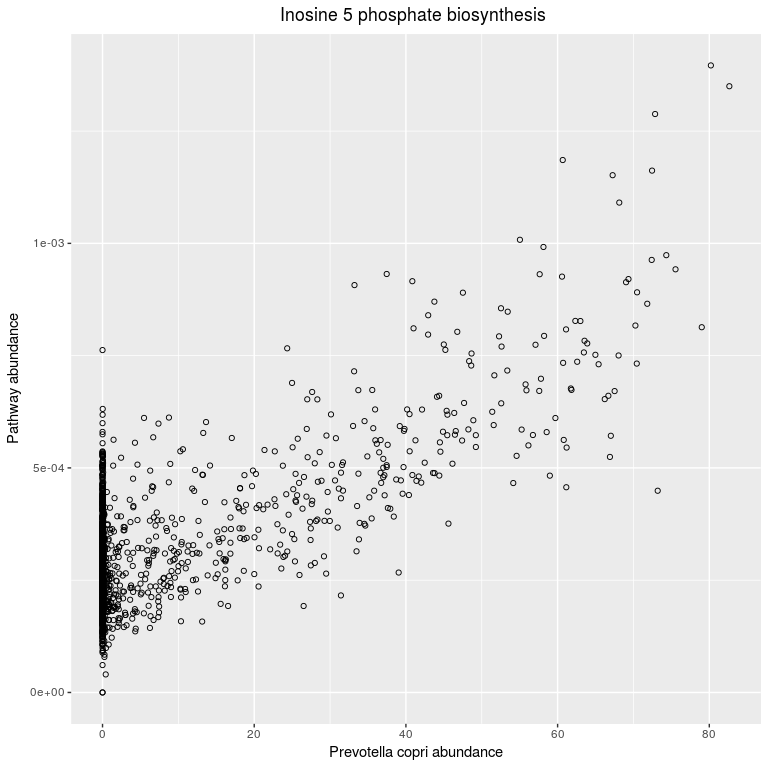 Inosine 5 phosphate biosynthesis
Pathway abundance
1e-03
5e-04
0e+00
0 20 40 60 80
Prevotella copri abundance